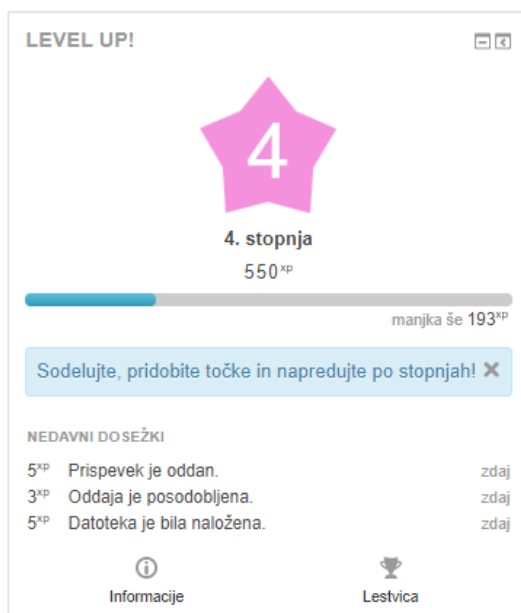 LEVEL UP!
4
4. stopnja
550xp
manjka še 193xp
Sodelujte, pridobite točke in napredujte po stopnjah!
NEDAVNI DOSEŽKI
5xp Prispevek je oddan. zdaj
3xp Oddaja je posodobljena. zdaj
5xp Datoteka je bila naložena. zdaj
Informacije Lestvica